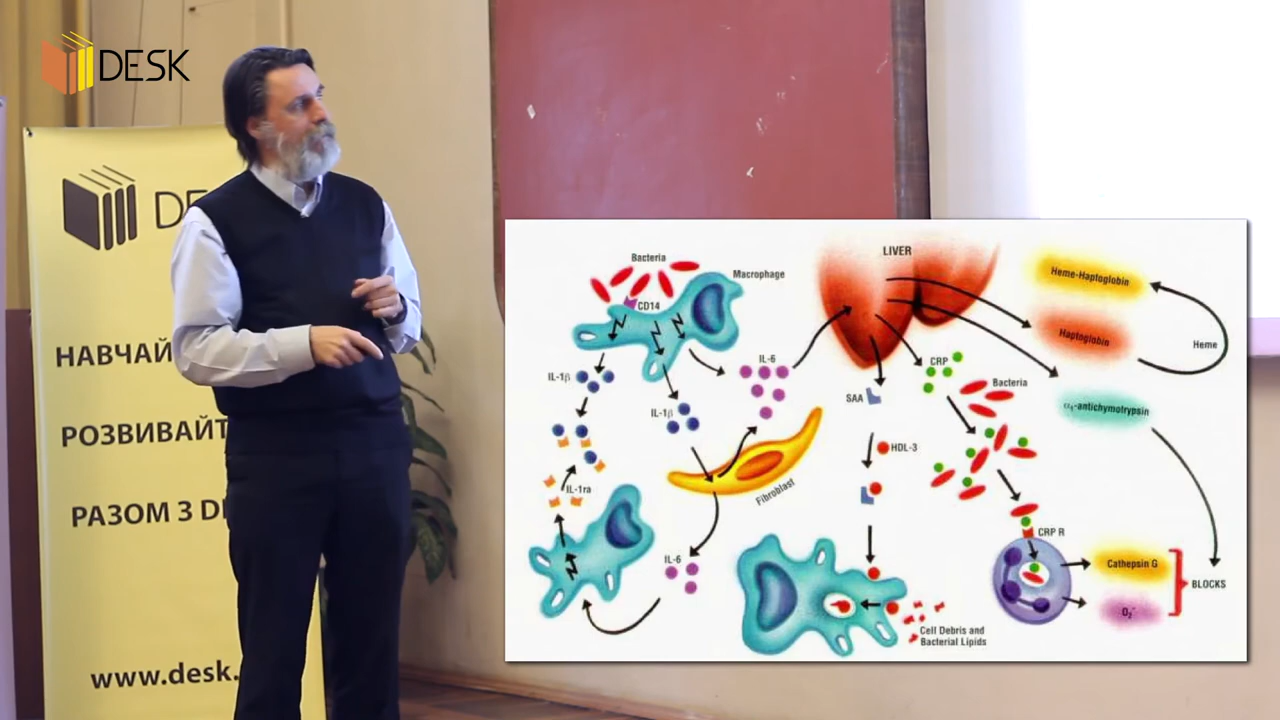 DESK
НАВЧАЙ
РОЗВИВАЙТ
РАЗОМ З
www.desk.
Bacteria
Macrophage
CD14
IL-1β
IL-1β
IL-6
IL-1ra
Fibroblast
IL-6
LIVER
SAA
HDL-3
CRP
Bacteria
CRP R
Cell Debris and
Bacterial Lipids
Heme-Haptoglobin
Haptoglobin
Heme
α₁-antichymotrypsin
Cathepsin G
O₂⁻
BLOCKS